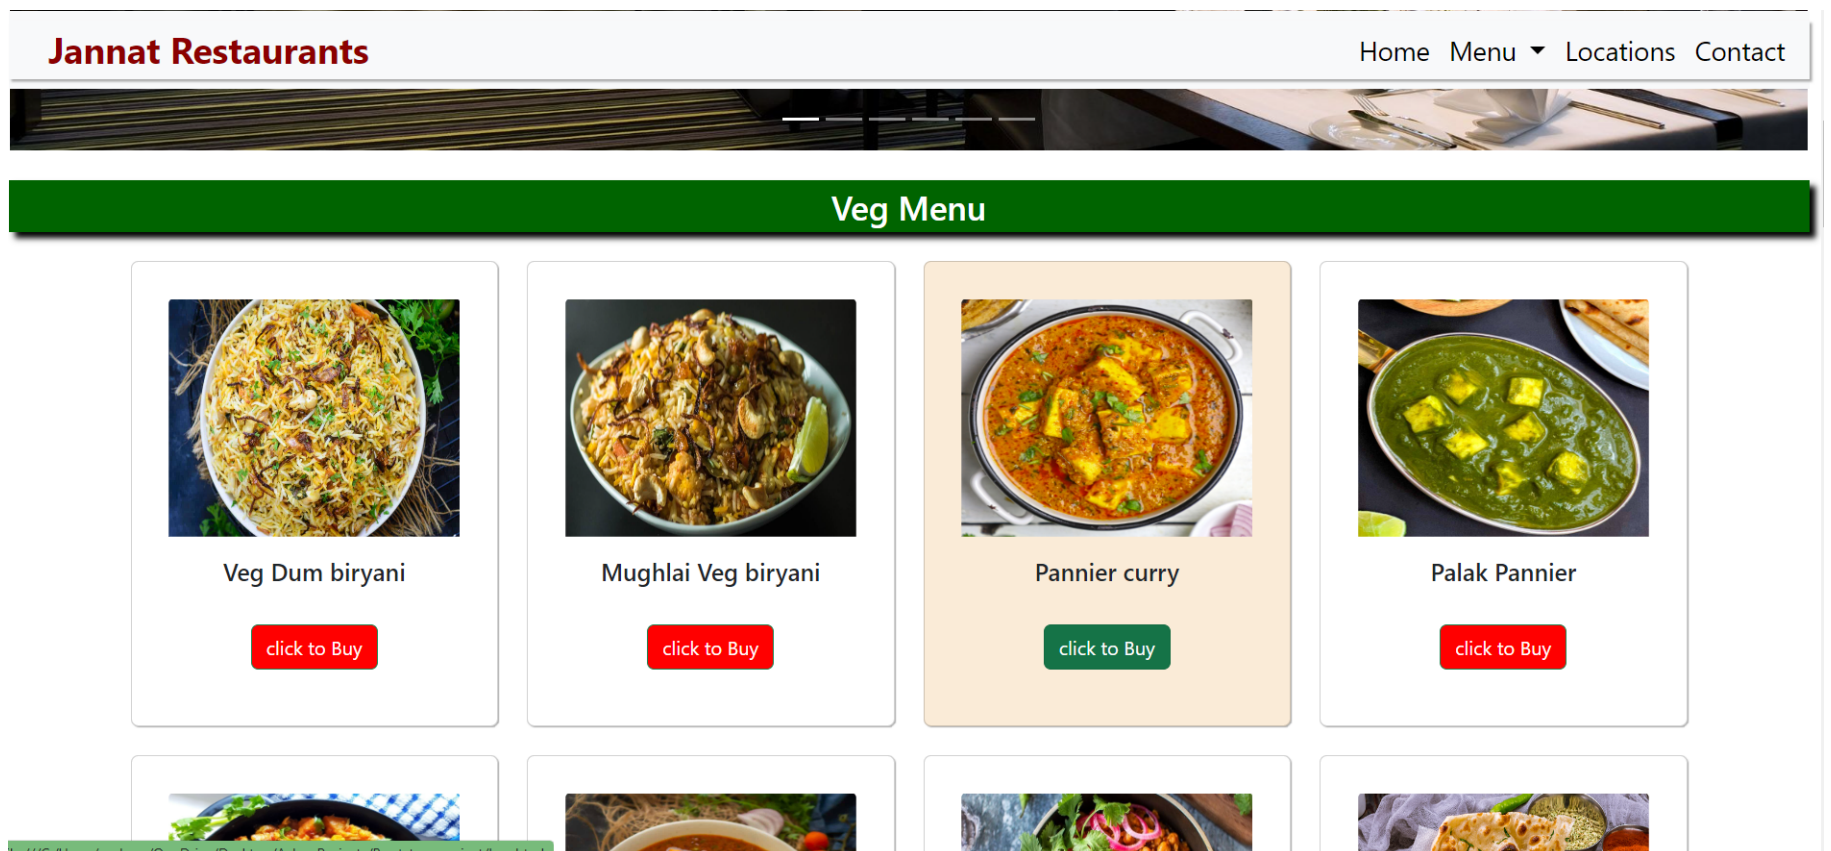 Jannat Restaurants
Home Menu Locations Contact
Veg Menu
Veg Dum biryani
Mughlai Veg biryani
Pannier curry
Palak Pannier
click to Buy
click to Buy
click to Buy
click to Buy